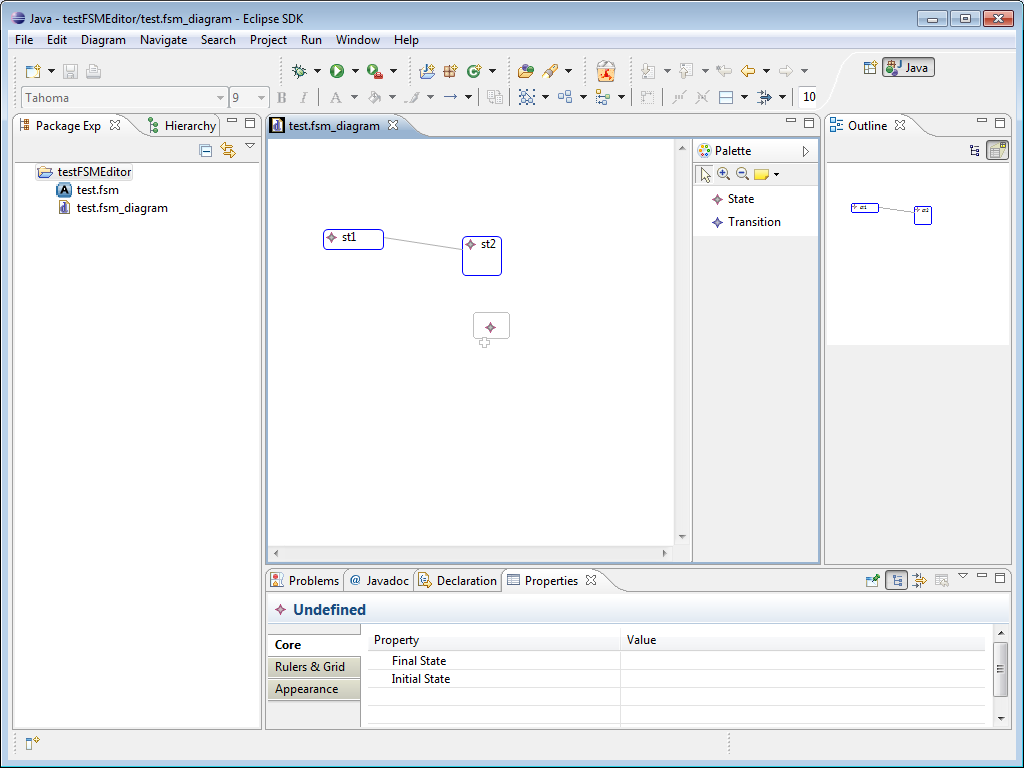 Java - testFSMEditor/test.fsm_diagram - Eclipse SDK
File Edit Diagram Navigate Search Project Run Window Help
Java
Tahoma 9 B I A 10
Package Exp Hierarchy
test.fsm_diagram
Outline
testFSMEditor
test.fsm
test.fsm_diagram
Palette
State
Transition
st1
st2
st1
st2
Problems @ Javadoc Declaration Properties
Undefined
Core
Rulers & Grid
Appearance
Property Value
Final State
Initial State